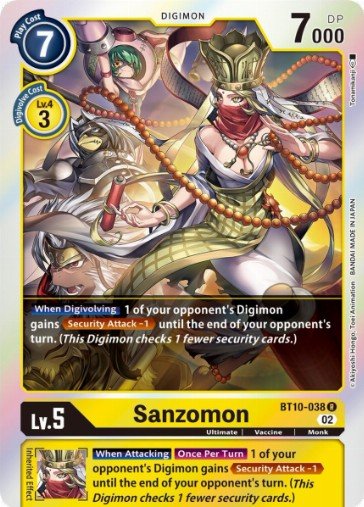 Play Cost
7
DIGIMON
7000
DP
Digivolve Cost
Lv.4
3
Tonamikanji
When Digivolving 1 of your opponent's Digimon
gains Security Attack -1 until the end of your opponent's
turn. (This Digimon checks 1 fewer security cards.)
© Akiyoshi Hongo, Toei Animation BANDAI MADE IN JAPAN
Lv.5
Sanzomon
BT10-038 R
02
Ultimate
Vaccine
Monk
Inherited Effect
When Attacking Once Per Turn 1 of your
opponent's Digimon gains Security Attack -1
until the end of your opponent's turn. (This
Digimon checks 1 fewer security cards.)